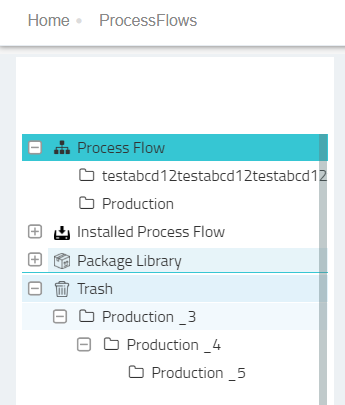 Home ProcessFlows
Process Flow
testabcd12testabcd12testabcd12
Production
Installed Process Flow
Package Library
Trash
Production _3
Production _4
Production _5